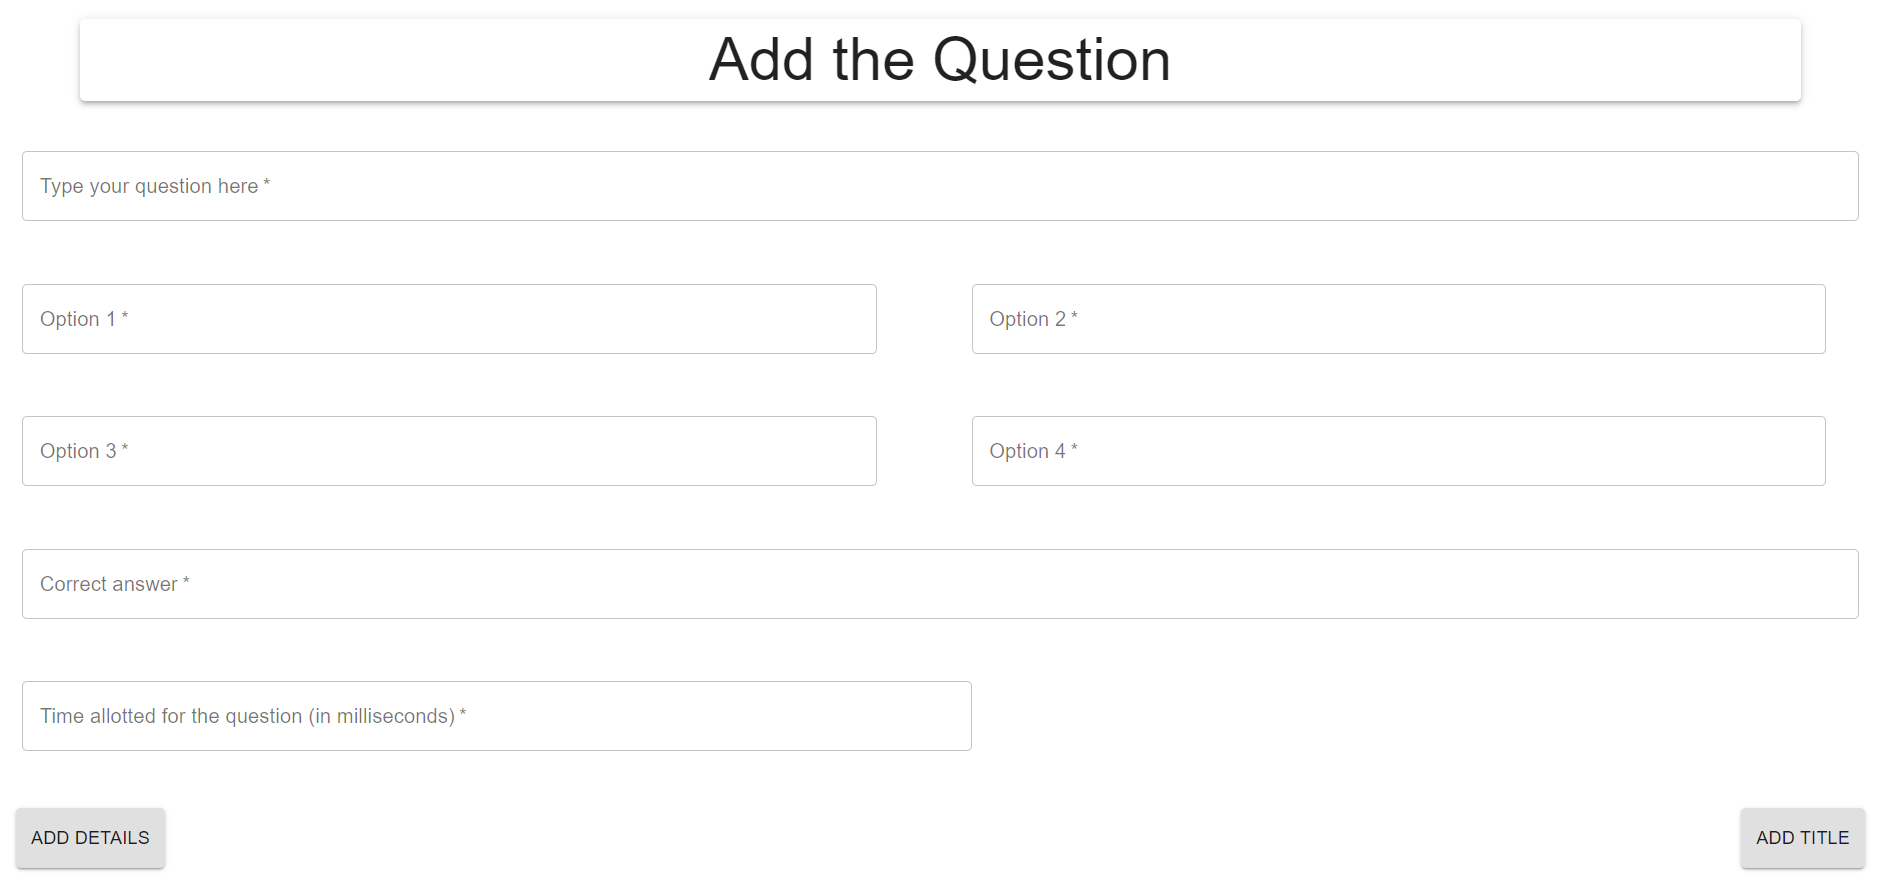 Add the Question
Type your question here *
Option 1 *
Option 2 *
Option 3 *
Option 4 *
Correct answer *
Time allotted for the question (in milliseconds) *
ADD DETAILS
ADD TITLE